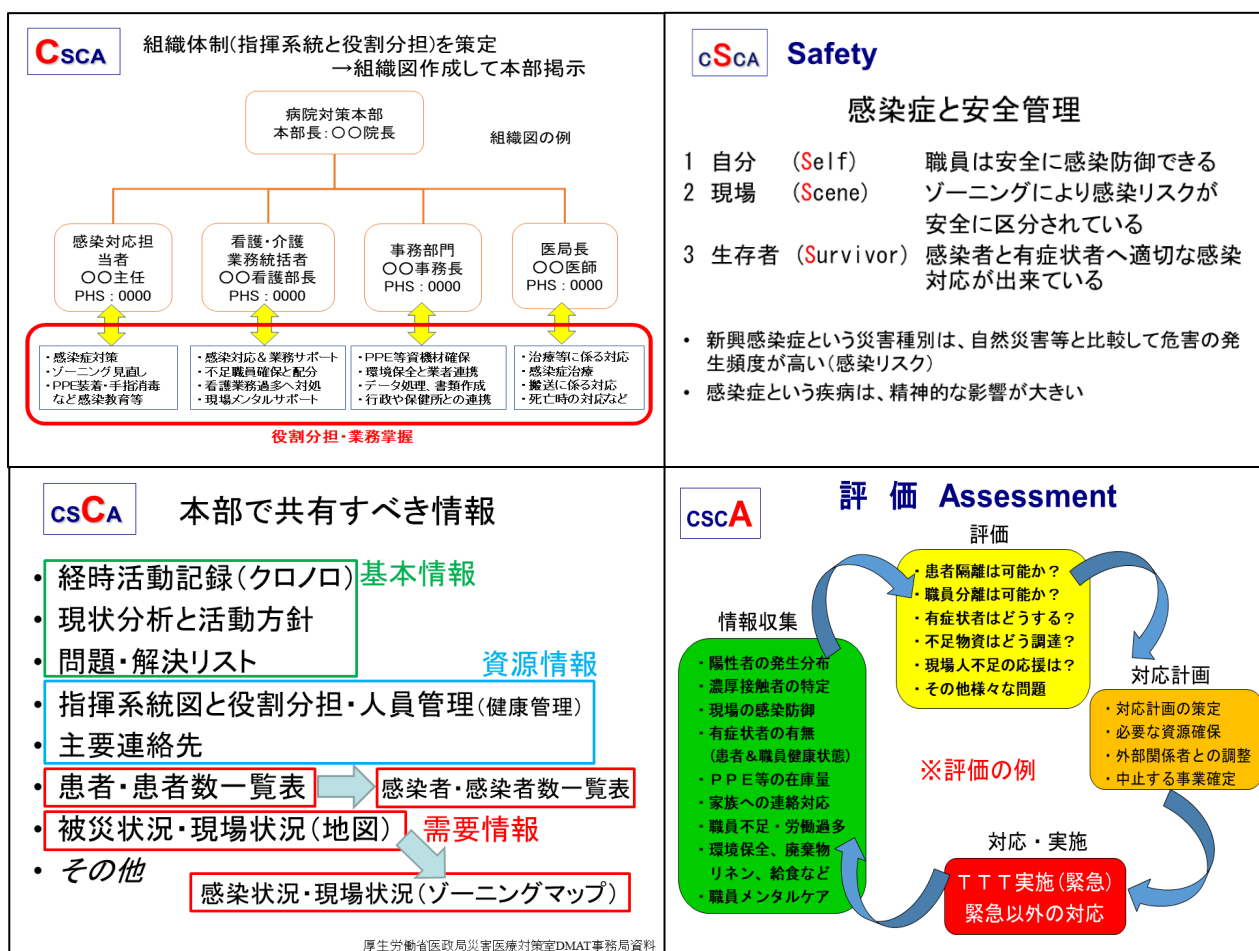 CSCA
組織体制(指揮系統と役割分担)を策定
→組織図作成して本部掲示
病院対策本部
本部長:〇〇院長
組織図の例
感染対応担
当者
〇〇主任
PHS:0000
看護・介護
業務統括者
〇〇看護部長
PHS:0000
事務部門
〇〇事務長
PHS:0000
医局長
〇〇医師
PHS:0000
・感染症対策
・ゾーニング見直し
・PPE装着・手指消毒
など感染教育等
・感染対応&業務サポート
・不足職員確保と配分
・看護業務過多へ対処
・現場メンタルサポート
・PPE等資機材確保
・環境保全と業者連携
・データ処理、書類作成
・行政や保健所との連携
・治療等に係る対応
・感染症治療
・搬送に係る対応
・死亡時の対応など
役割分担・業務掌握
CSCA
Safety
感染症と安全管理
1 自分 (Self) 職員は安全に感染防御できる
2 現場 (Scene) ゾーニングにより感染リスクが
安全に区分されている
3 生存者 (Survivor) 感染者と有症状者へ適切な感染
対応が出来ている
• 新興感染症という災害種別は、自然災害等と比較して危害の発
生頻度が高い(感染リスク)
• 感染症という疾病は、精神的な影響が大きい
CSCA
本部で共有すべき情報
• 経時活動記録(クロノロ)
基本情報
• 現状分析と活動方針
• 問題・解決リスト
資源情報
• 指揮系統図と役割分担・人員管理(健康管理)
• 主要連絡先
• 患者・患者数一覧表
感染者・感染者数一覧表
• 被災状況・現場状況(地図)
需要情報
• その他
感染状況・現場状況(ゾーニングマップ)
厚生労働省医政局災害医療対策室DMAT事務局資料
CSCA
評 価 Assessment
評価
・患者隔離は可能か?
・職員分離は可能か?
・有症状者はどうする?
・不足物資はどう調達?
・現場人不足の応援は?
・その他様々な問題
情報収集
・陽性者の発生分布
・濃厚接触者の特定
・現場の感染防御
・有症状者の有無
(患者&職員健康状態)
・PPE等の在庫量
・家族への連絡対応
・職員不足・労働過多
・環境保全、廃棄物
リネン、給食など
・職員メンタルケア
対応計画
・対応計画の策定
・必要な資源確保
・外部関係者との調整
・中止する事業確定
※評価の例
対応・実施
TTT実施(緊急)
緊急以外の対応